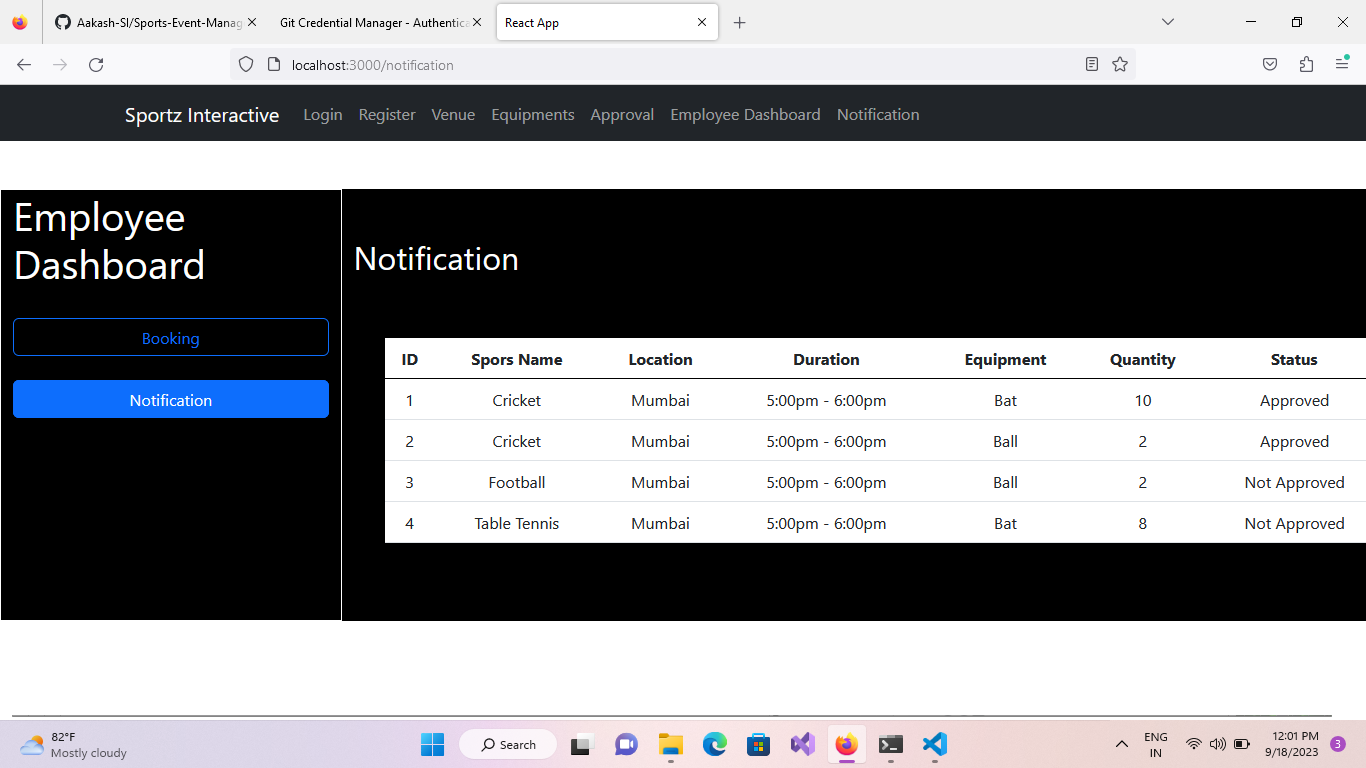 Aakash-SI/Sports-Event-Manag
Git Credential Manager - Authentica
React App
localhost:3000/notification
Sportz Interactive Login Register Venue Equipments Approval Employee Dashboard Notification
Employee
Dashboard
Booking
Notification
Notification
ID Spors Name Location Duration Equipment Quantity Status
1 Cricket Mumbai 5:00pm - 6:00pm Bat 10 Approved
2 Cricket Mumbai 5:00pm - 6:00pm Ball 2 Approved
3 Football Mumbai 5:00pm - 6:00pm Ball 2 Not Approved
4 Table Tennis Mumbai 5:00pm - 6:00pm Bat 8 Not Approved
82°F
Mostly cloudy
Search
ENG
IN
12:01 PM
9/18/2023
3